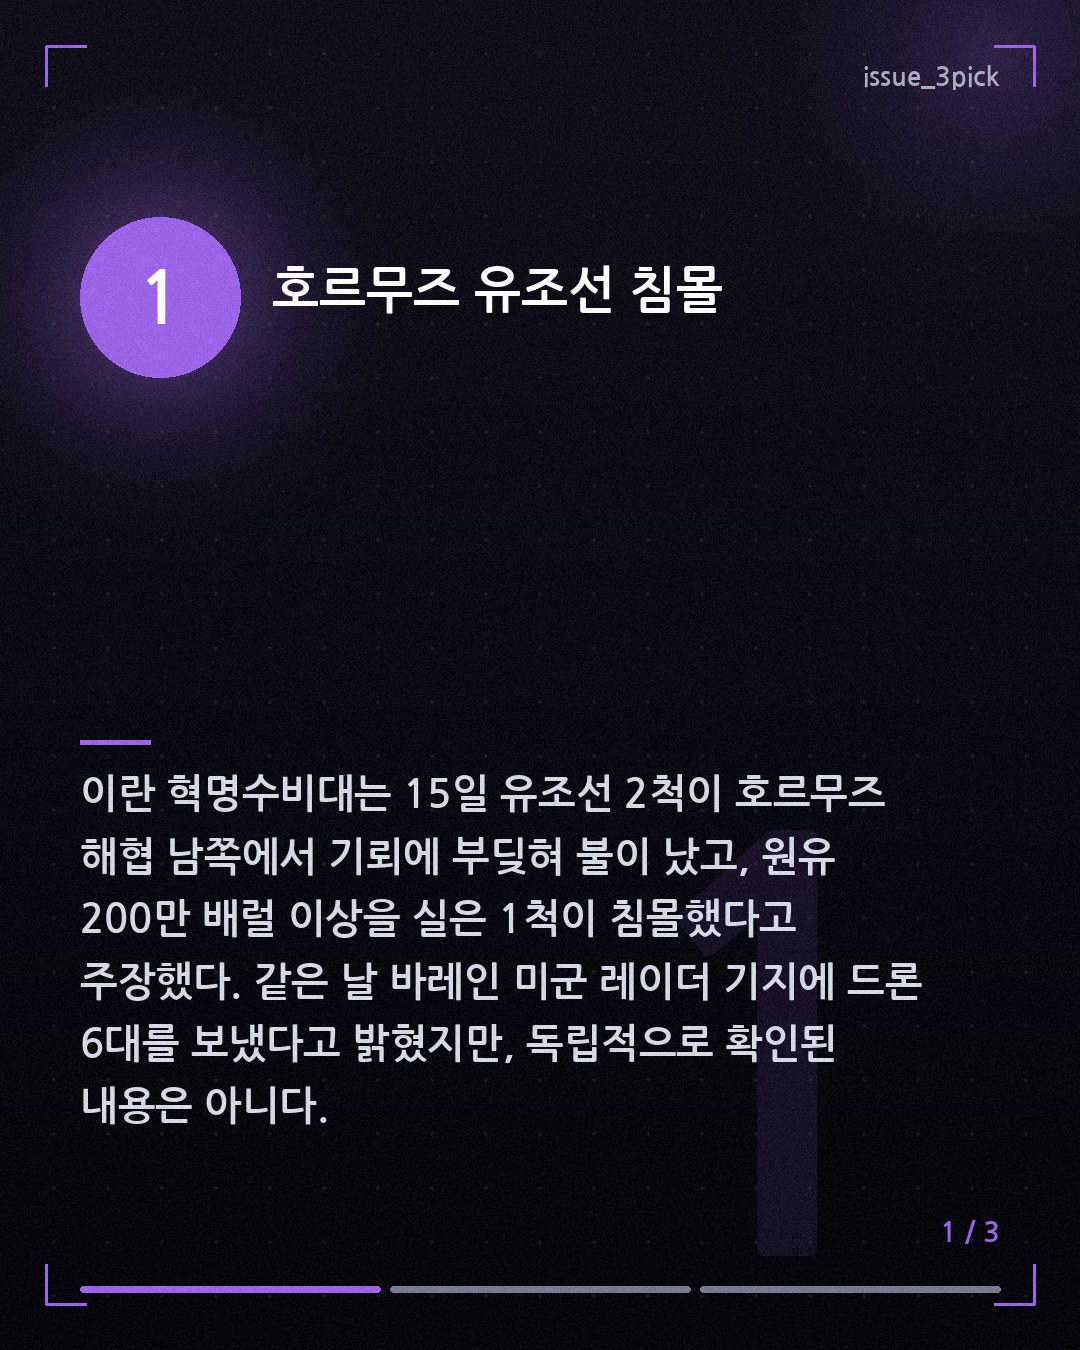 issue_3pick
1
호르무즈 유조선 침몰
이란 혁명수비대는 15일 유조선 2척이 호르무즈
해협 남쪽에서 기뢰에 부딪혀 불이 났고, 원유
200만 배럴 이상을 실은 1척이 침몰했다고
주장했다. 같은 날 바레인 미군 레이더 기지에 드론
6대를 보냈다고 밝혔지만, 독립적으로 확인된
내용은 아니다.
1
1 / 3